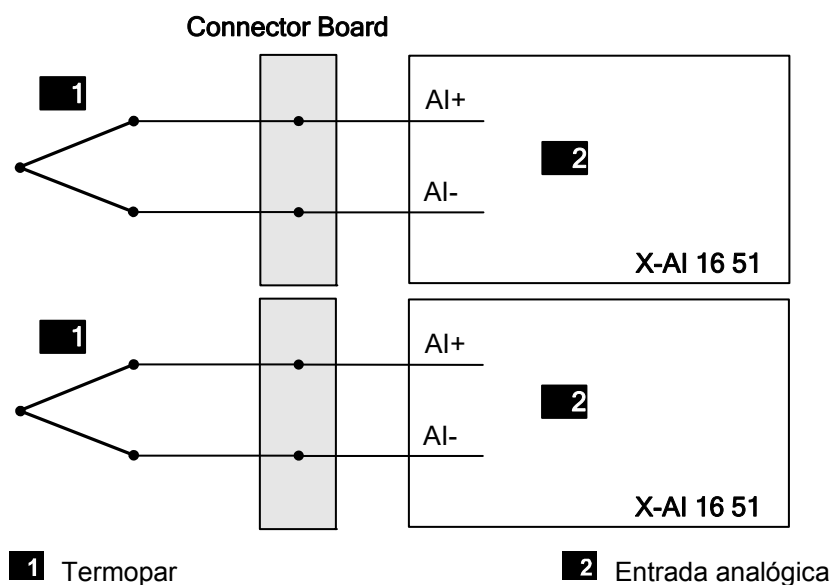 Connector Board
1
AI+
2
AI-
X-AI 16 51
1
AI+
2
AI-
X-AI 16 51
1 Termopar
2 Entrada analógica